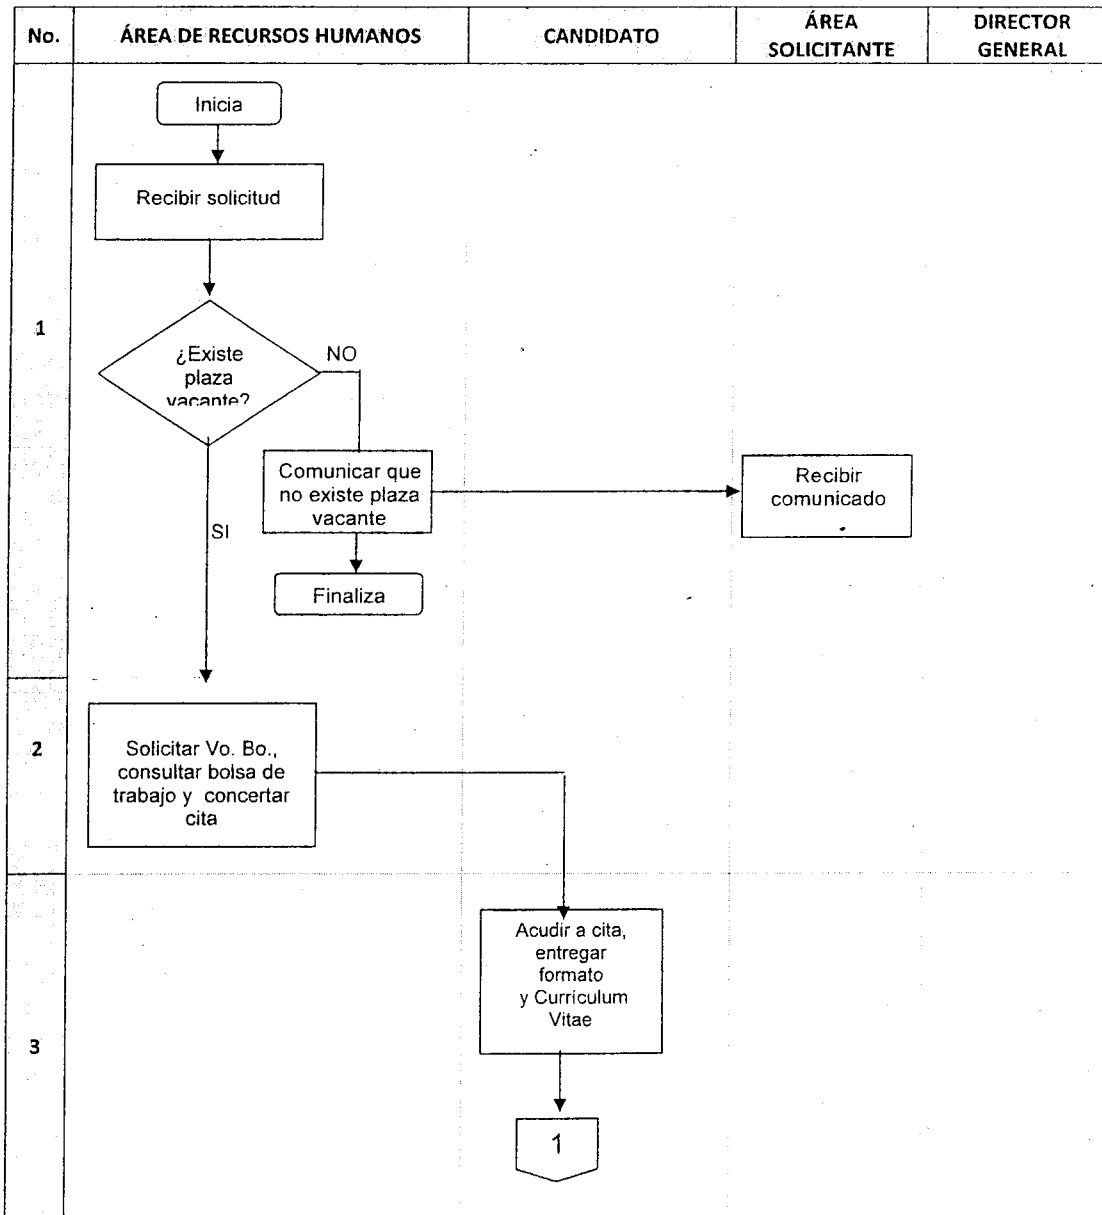 No.
ÁREA DE RECURSOS HUMANOS
CANDIDATO
ÁREA
SOLICITANTE
DIRECTOR
GENERAL
Inicia
Recibir solicitud
1
¿Existe
plaza
vacante?
NO
SI
Comunicar que
no existe plaza
vacante
Recibir
comunicado
Finaliza
2
Solicitar Vo. Bo.,
consultar bolsa de
trabajo y concertar
cita
3
Acudir a cita,
entregar
formato
y Currículum
Vitae
1